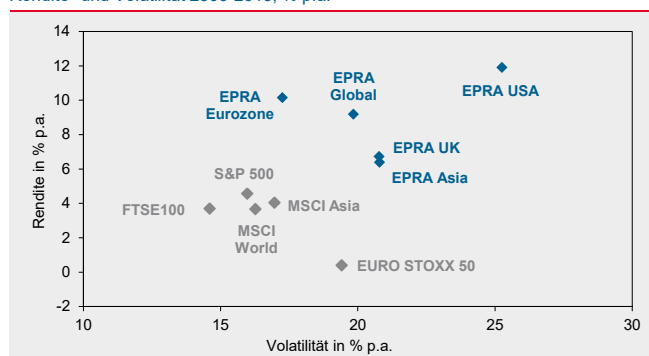 14
12
10
8
6
4
2
0
-2
Rendite in % p.a.
EPRA
Eurozone
EPRA
Global
EPRA USA
EPRA UK
EPRA Asia
S&P 500
FTSE100
MSCI Asia
MSCI
World
EURO STOXX 50
10
15
20
25
30
Volatilität in % p.a.